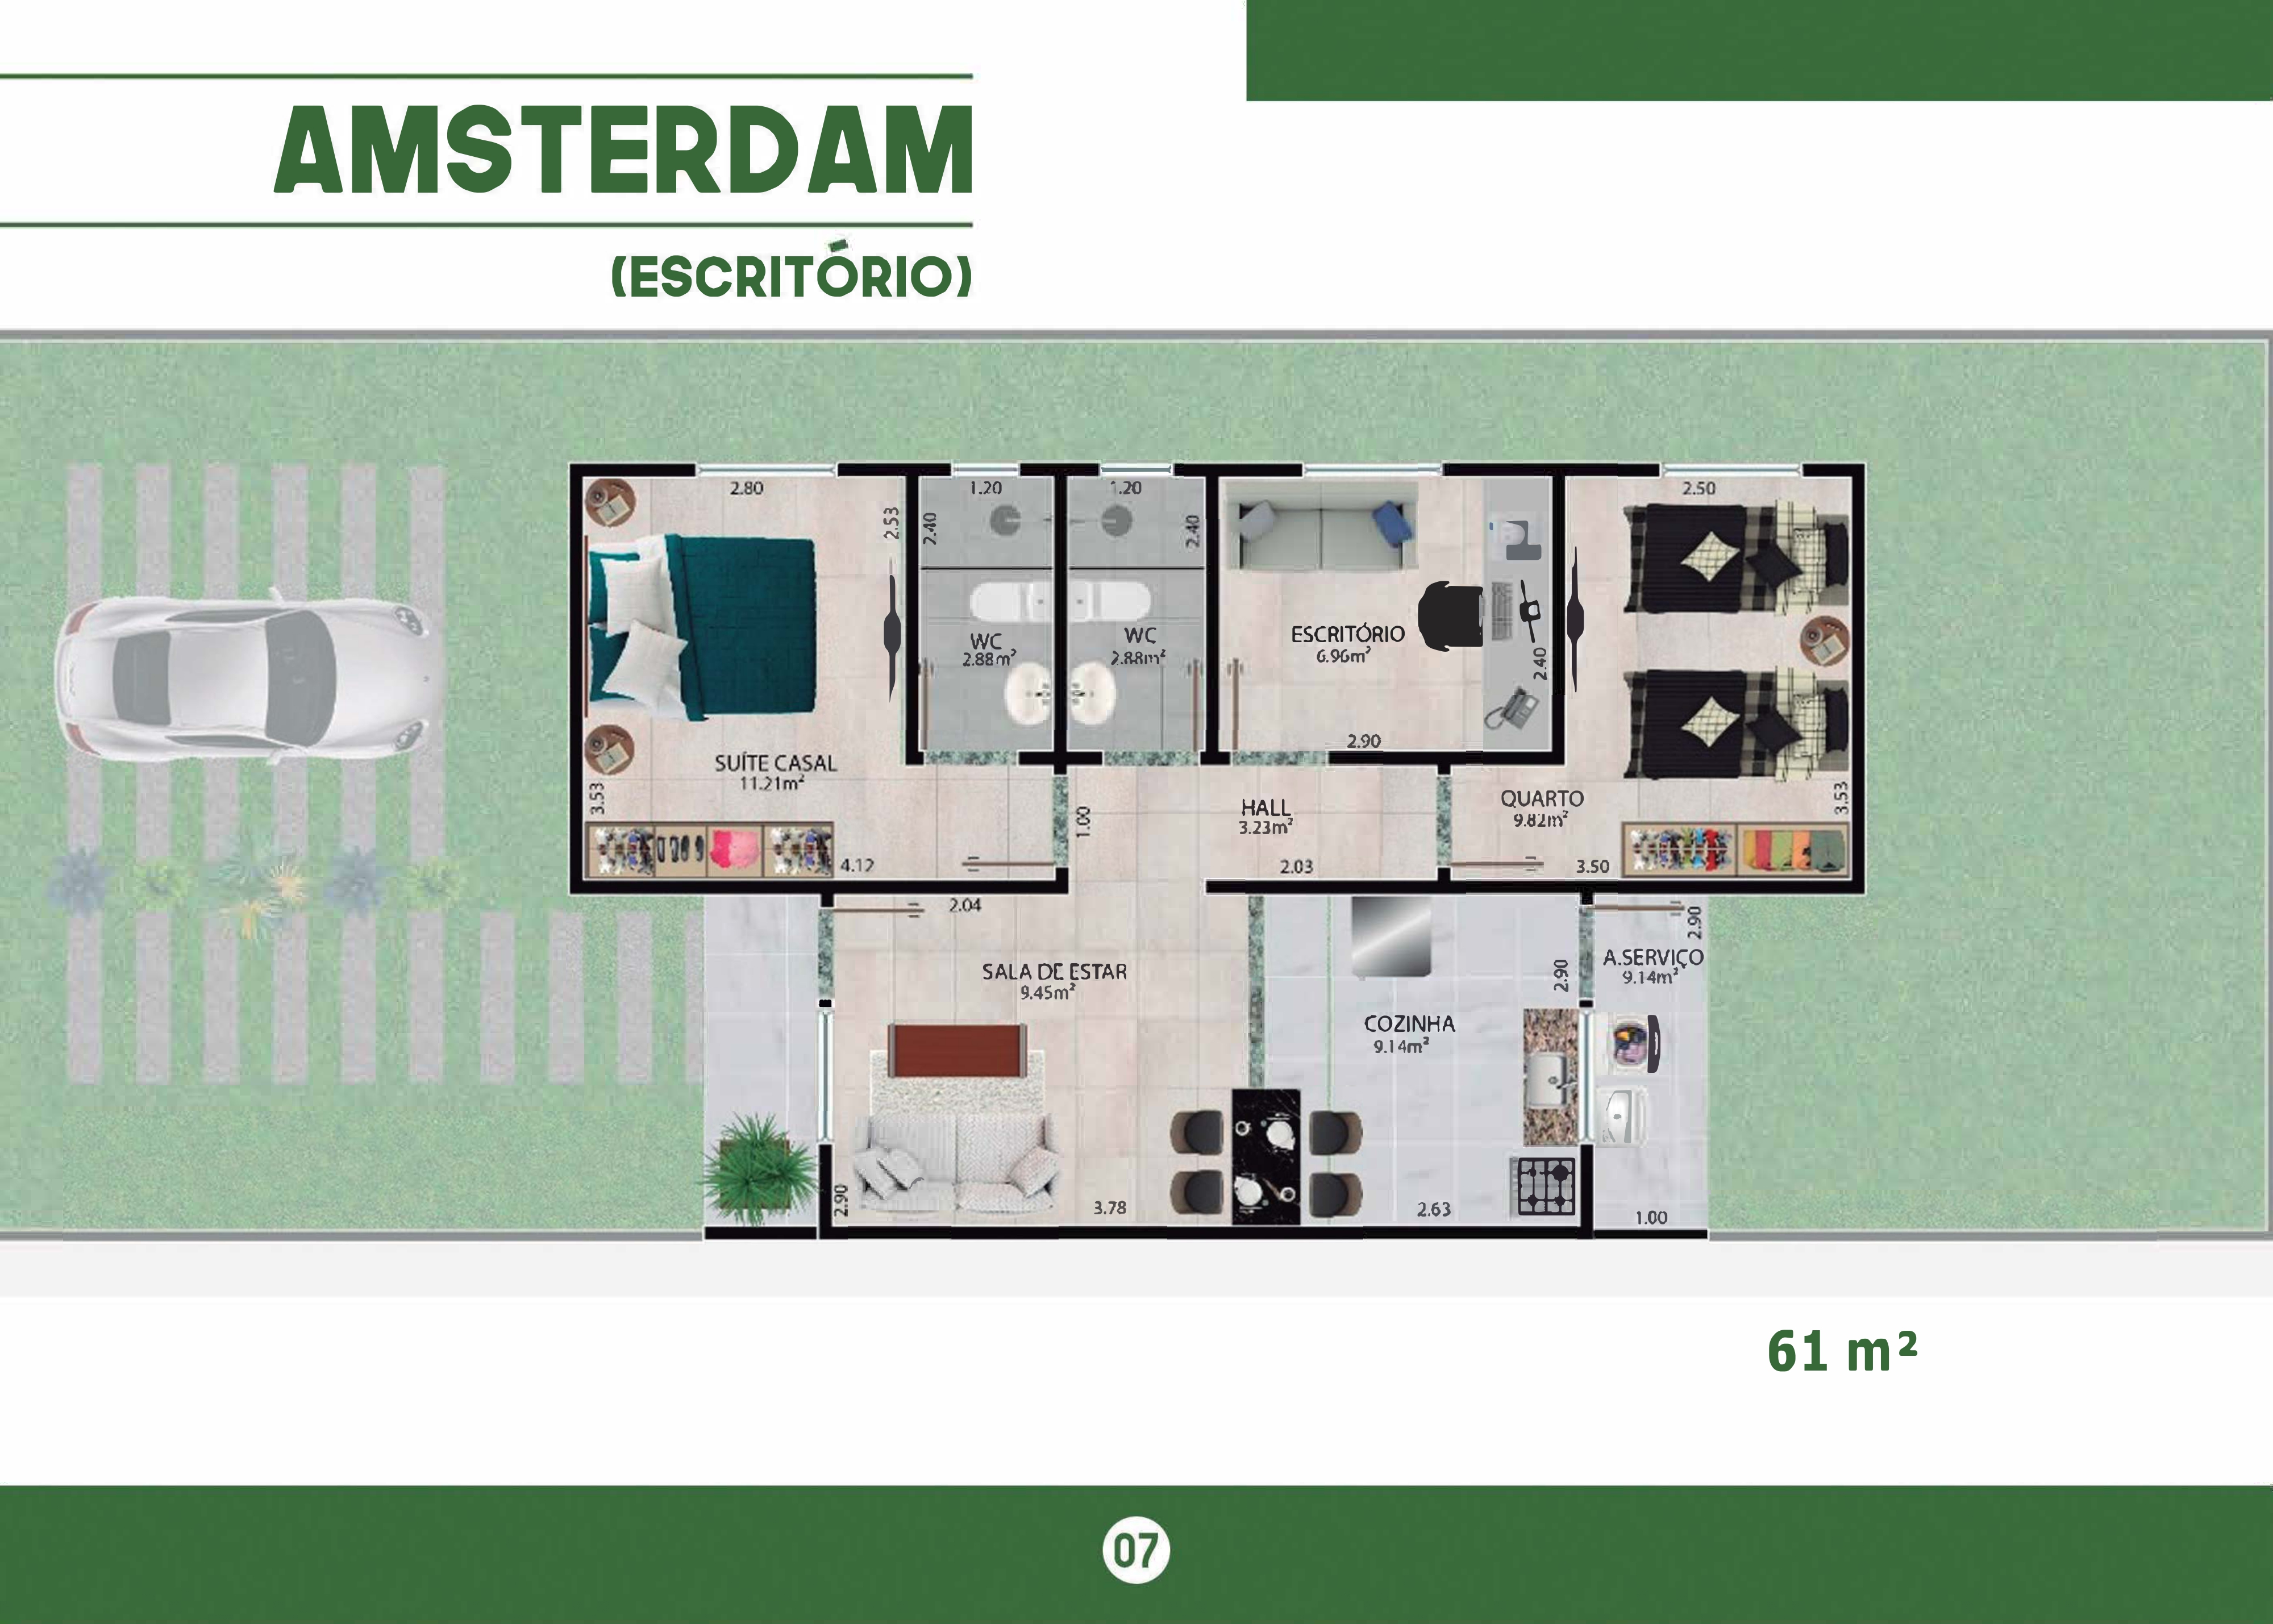 AMSTERDAM
(ESCRITÓRIO)
2.80
2.53
2.40
1.20
1.20
2.40
2.50
WC
2.88m²
WC
2.88m²
ESCRITÓRIO
6.96m²
2.40
2.90
SUÍTE CASAL
11.21m²
3.53
4.12
1.00
HALL
3.23m²
2.03
QUARTO
9.82m²
3.53
3.50
2.04
SALA DE ESTAR
9.45m²
2.90
3.78
COZINHA
9.14m²
2.90
2.63
A.SERVIÇO
9.14m²
2.90
1.00
61 m²
07